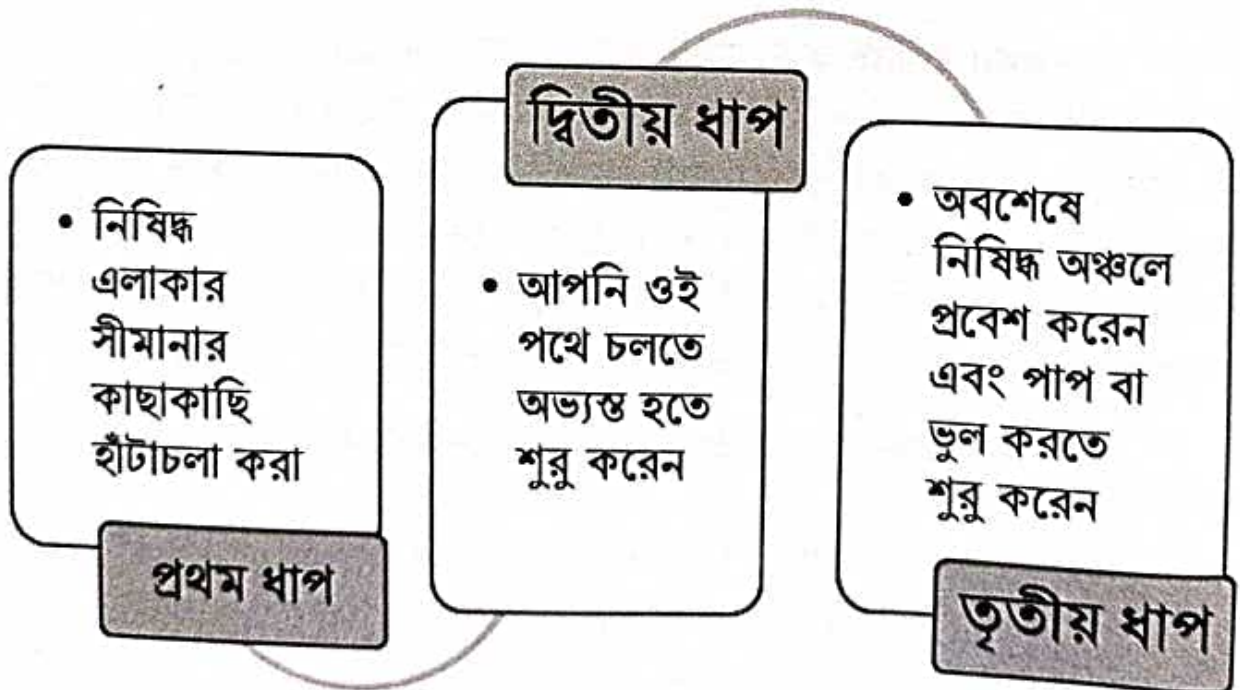 • নিষিদ্ধ
এলাকার
সীমানার
কাছাকাছি
হাঁটাচলা করা
প্রথম ধাপ
দ্বিতীয় ধাপ
• আপনি ওই
পথে চলতে
অভ্যস্ত হতে
শুরু করেন
• অবশেষে
নিষিদ্ধ অঞ্চলে
প্রবেশ করেন
এবং পাপ বা
ভুল করতে
শুরু করেন
তৃতীয় ধাপ